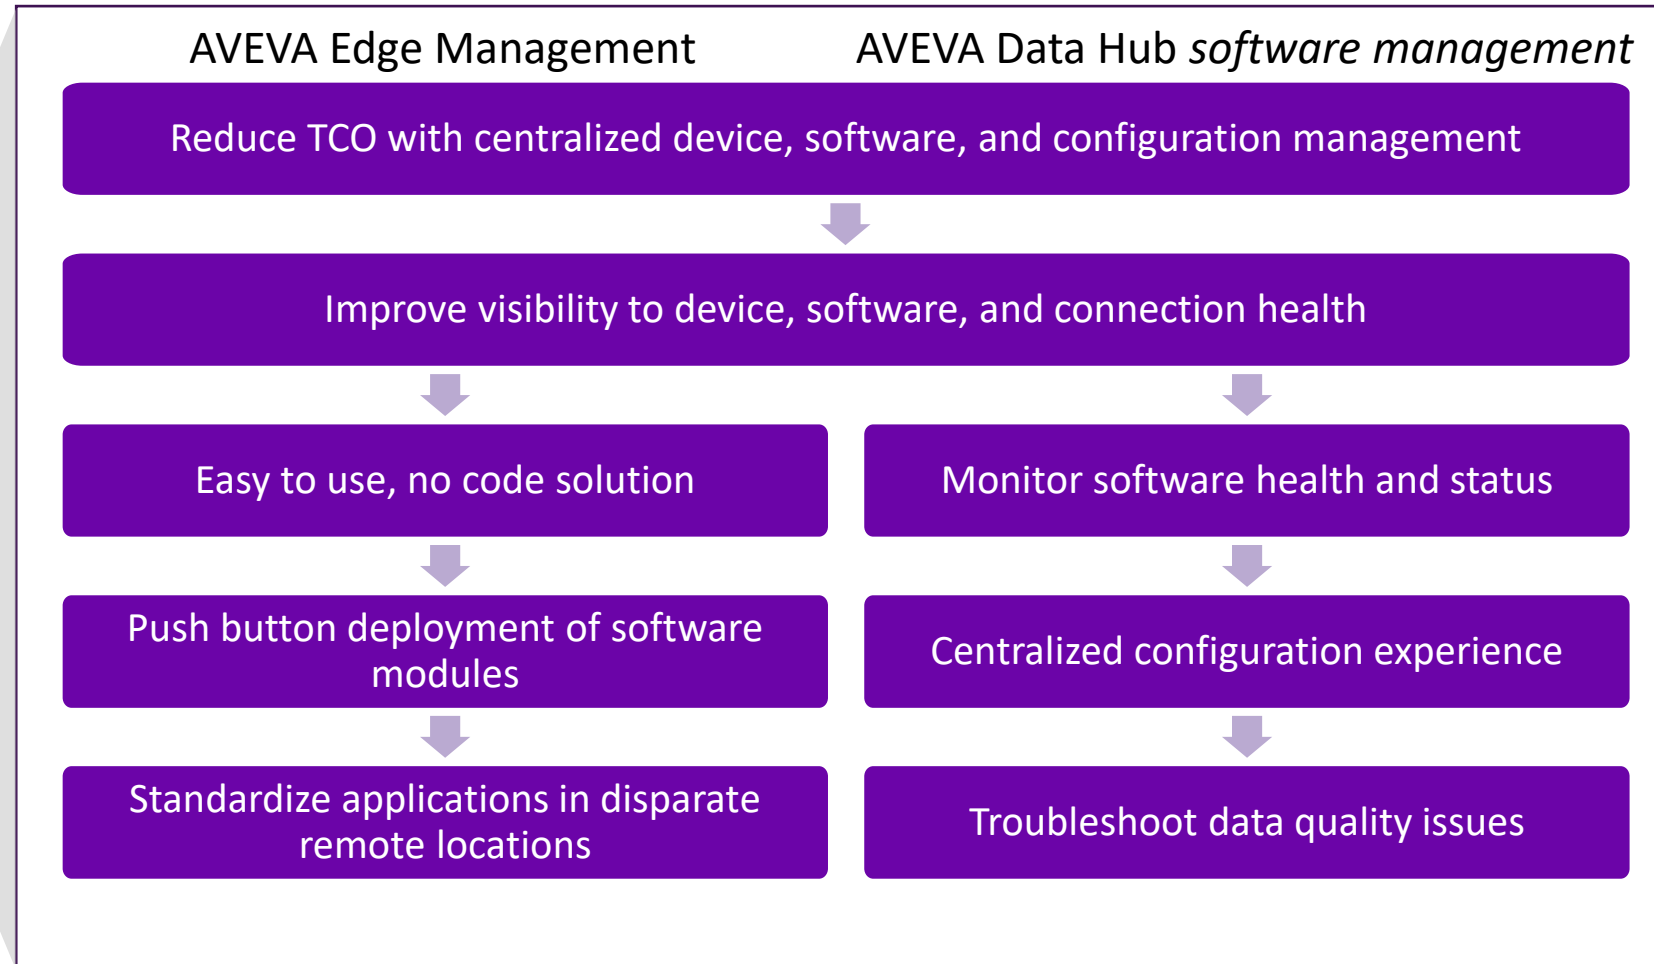 AVEVA Edge Management
AVEVA Data Hub software management
Reduce TCO with centralized device, software, and configuration management
Improve visibility to device, software, and connection health
Easy to use, no code solution
Push button deployment of software
modules
Standardize applications in disparate
remote locations
Monitor software health and status
Centralized configuration experience
Troubleshoot data quality issues